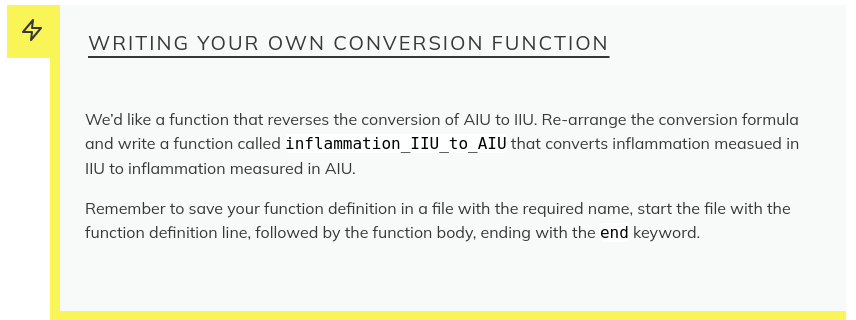 WRITING YOUR OWN CONVERSION FUNCTION
We'd like a function that reverses the conversion of AIU to IIU. Re-arrange the conversion formula
and write a function called inflammation_IIU_to_AIU that converts inflammation measued in
IIU to inflammation measured in AIU.
Remember to save your function definition in a file with the required name, start the file with the
function definition line, followed by the function body, ending with the end keyword.